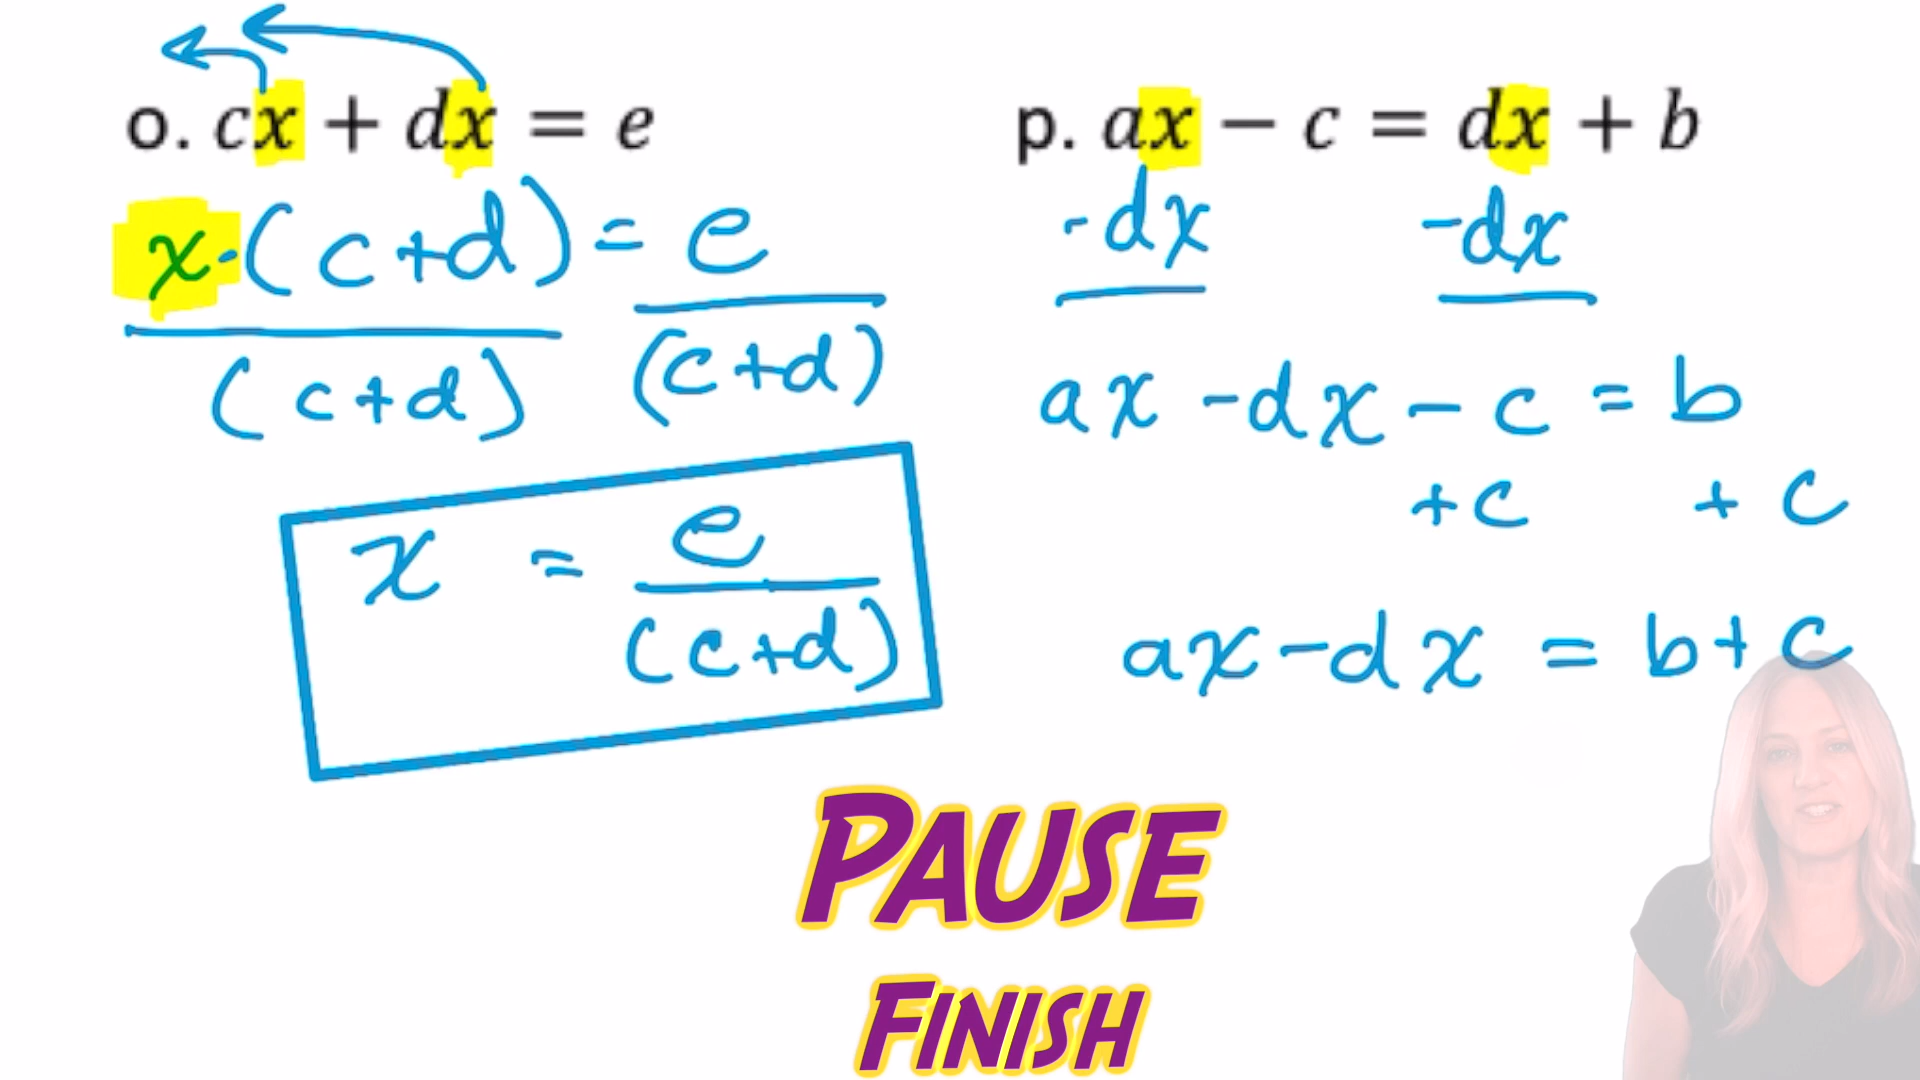 o. cx + dx = e
x·(c+d) = e
(c+d) (c+d)
x = e
(c+d)
p. ax − c = dx + b
-dx -dx
ax -dx - c = b
+c + c
ax-dx = b+c
PAUSE
FINISH